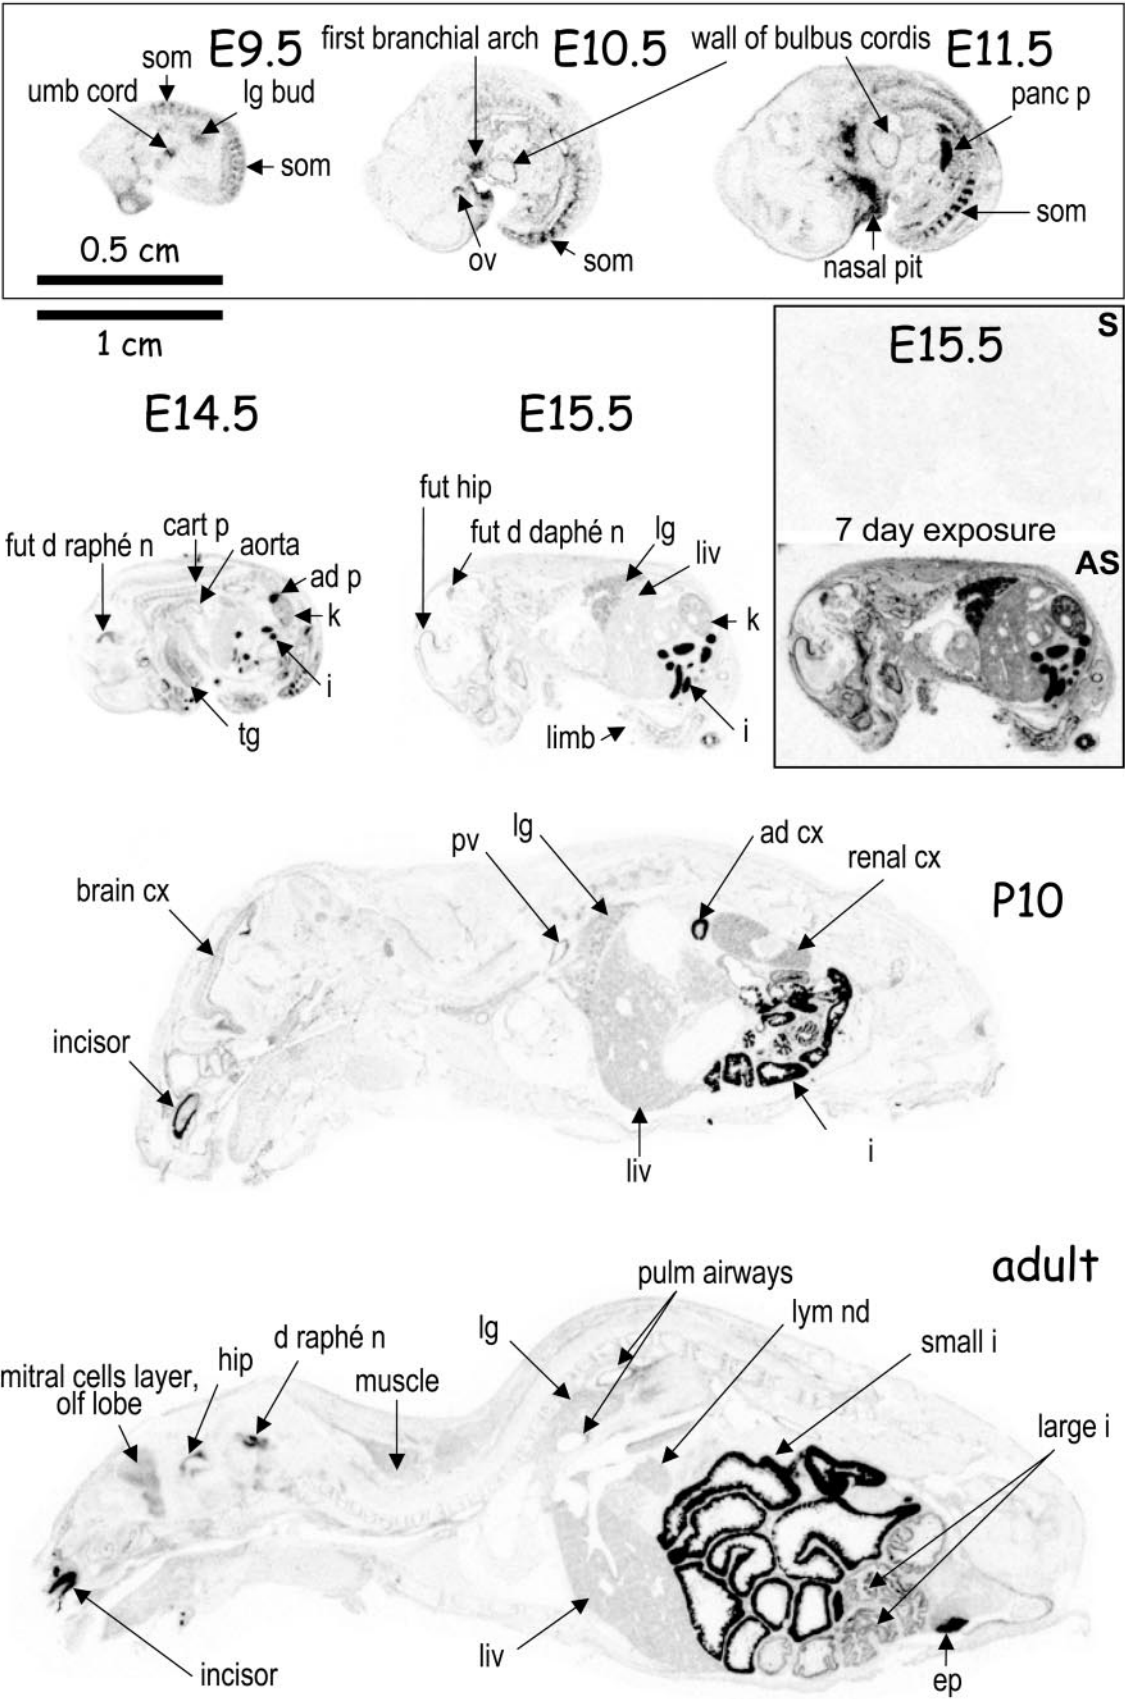 E9.5
first branchial arch
E10.5
wall of bulbus cordis
E11.5
som
umb cord
lg bud
panc p
som
som
0.5 cm
ov
som
nasal pit
1 cm
S
E15.5
E14.5
E15.5
fut hip
cart p
fut d raphé n
aorta
fut d daphé n
lg
liv
7 day exposure
AS
ad p
k
k
i
tg
limb
i
lg
pv
ad cx
renal cx
brain cx
P10
incisor
i
liv
adult
pulm airways
lym nd
lg
small i
d raphé n
hip
mitral cells layer,
olf lobe
muscle
large i
liv
incisor
ep